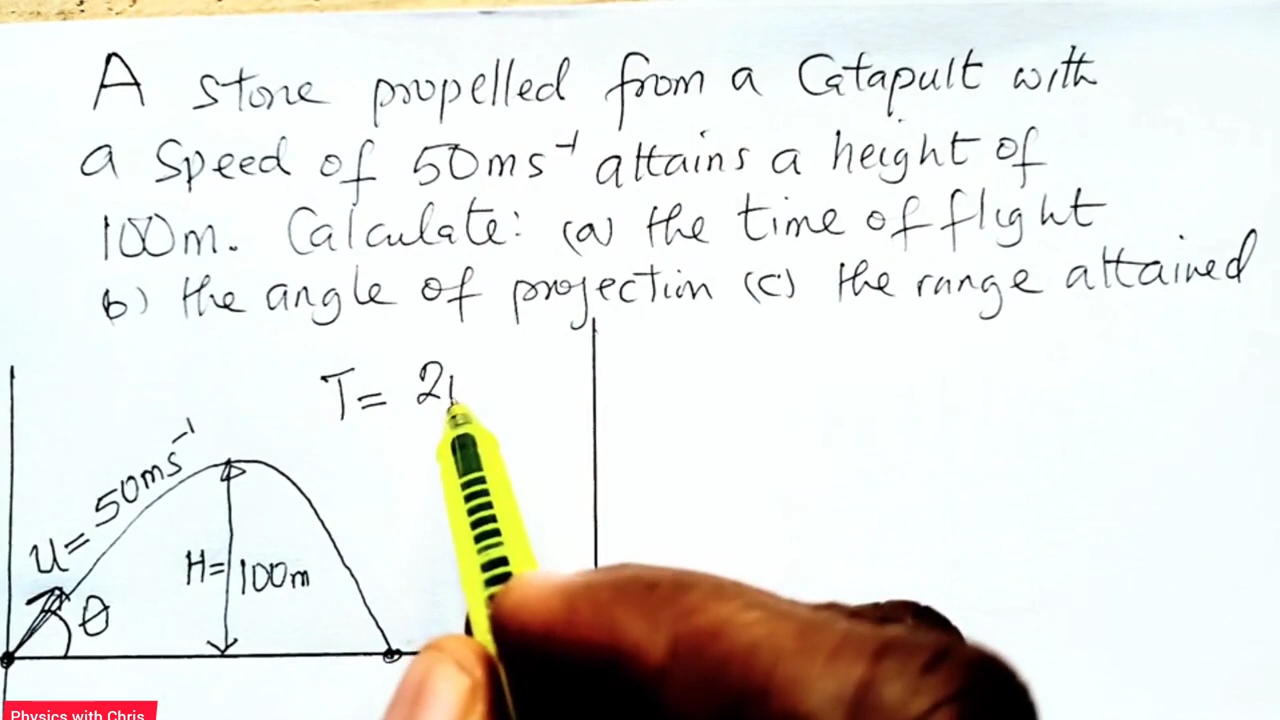 A stone propelled from a Catapult with
a speed of 50ms⁻¹ attains a height of
100m. Calculate: (a) the time of flight
b) the angle of projection (c) the range attained
T = 2
u = 50ms⁻¹
H = 100m
θ
Physics with Chris